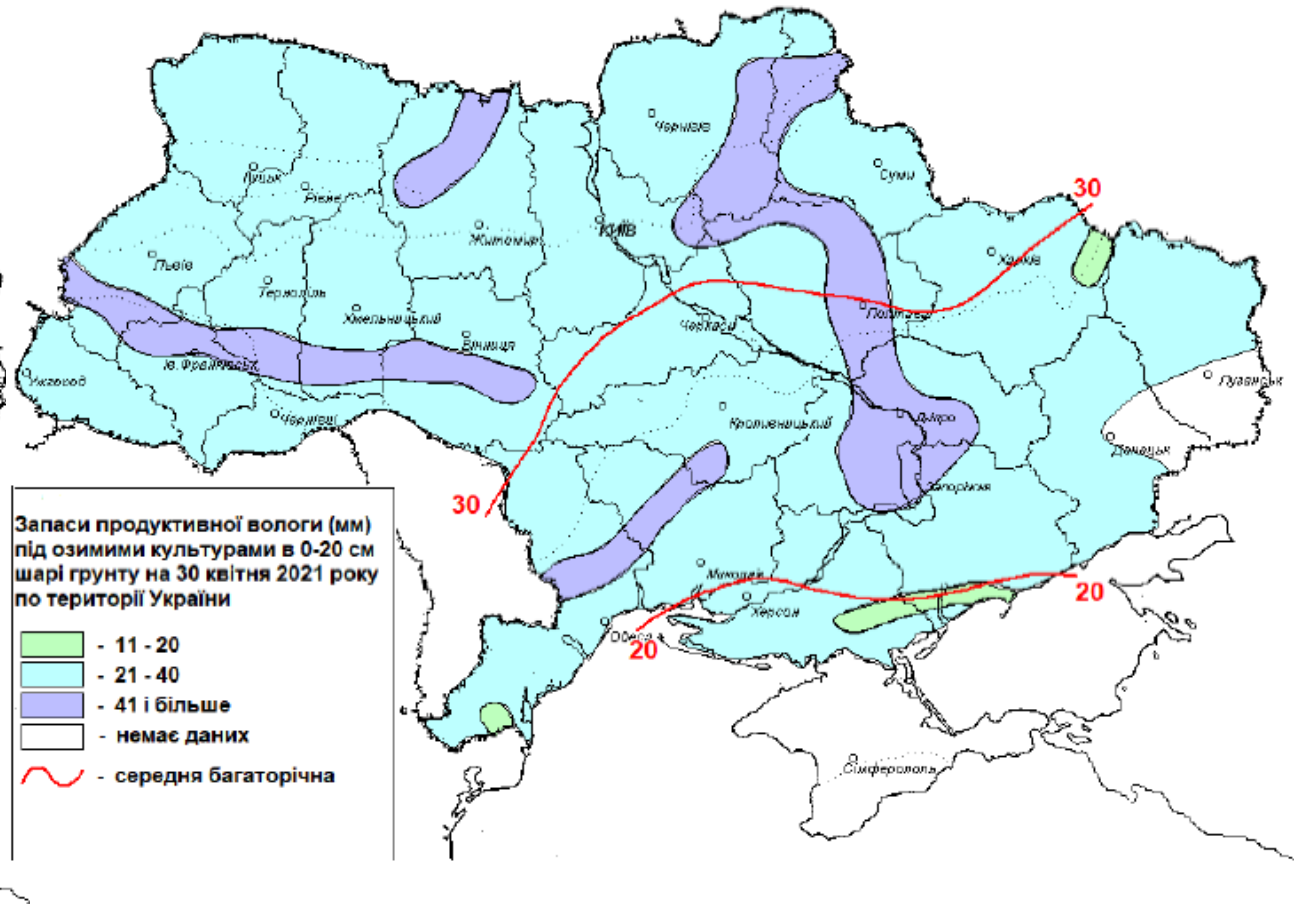 Чернігів
Суми
Луцьк
Рівне
30
Житомир
КИЇВ
Харків
Львів
Тернопіль
Хмельницький
Черкаси
Вінниця
Ів. Франківськ
Ужгород
Луганськ
Чернівці
Кропивницький
Дніпро
Донецьк
Запоріжжя
30
Запаси продуктивної вологи (мм)
під озимими культурами в 0-20 см
шарі грунту на 30 квітня 2021 року
по території України
Миколаїв
Херсон
20
Одеса
20
- 11 - 20
- 21 - 40
- 41 і більше
- немає даних
- середня багаторічна
Сімферополь